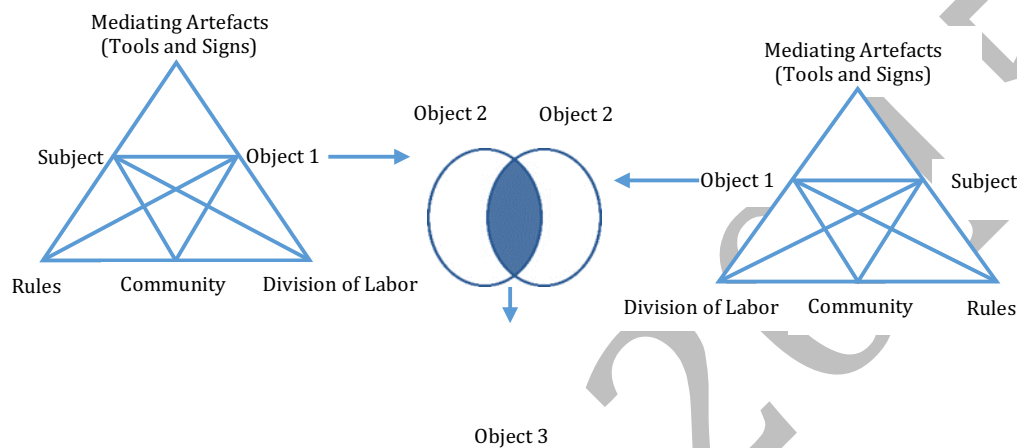 Mediating Artefacts
(Tools and Signs)
Subject
Object 1
Rules
Community
Division of Labor
Object 2
Object 2
Object 3
Mediating Artefacts
(Tools and Signs)
Object 1
Subject
Division of Labor
Community
Rules